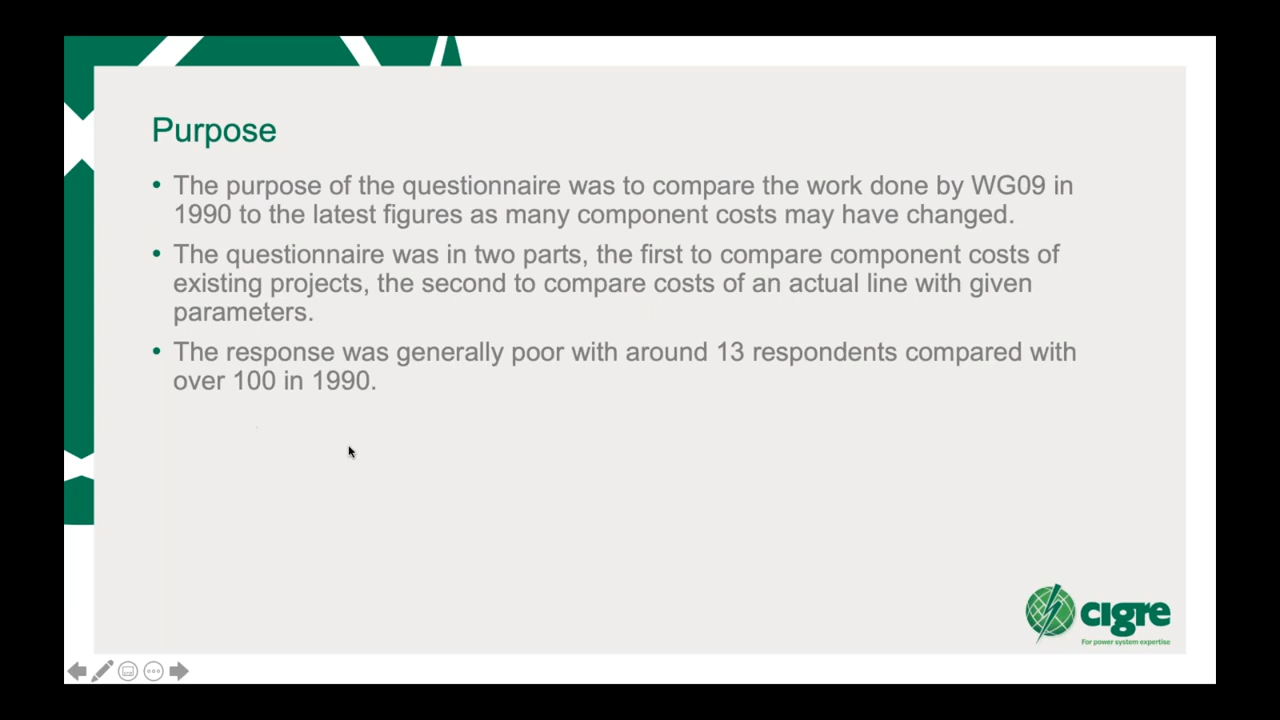 Purpose
• The purpose of the questionnaire was to compare the work done by WG09 in
1990 to the latest figures as many component costs may have changed.
• The questionnaire was in two parts, the first to compare component costs of
existing projects, the second to compare costs of an actual line with given
parameters.
• The response was generally poor with around 13 respondents compared with
over 100 in 1990.
cigre
For power system expertise